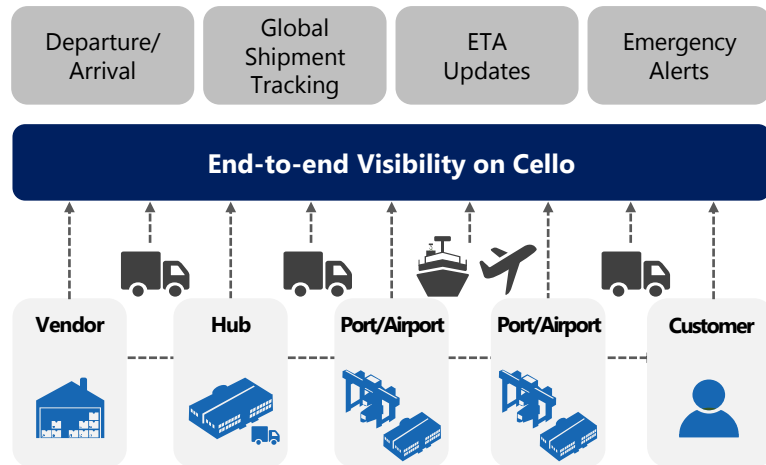 Departure/
Arrival
Global
Shipment
Tracking
ETA
Updates
Emergency
Alerts
End-to-end Visibility on Cello
Vendor
Hub
Port/Airport
Port/Airport
Customer